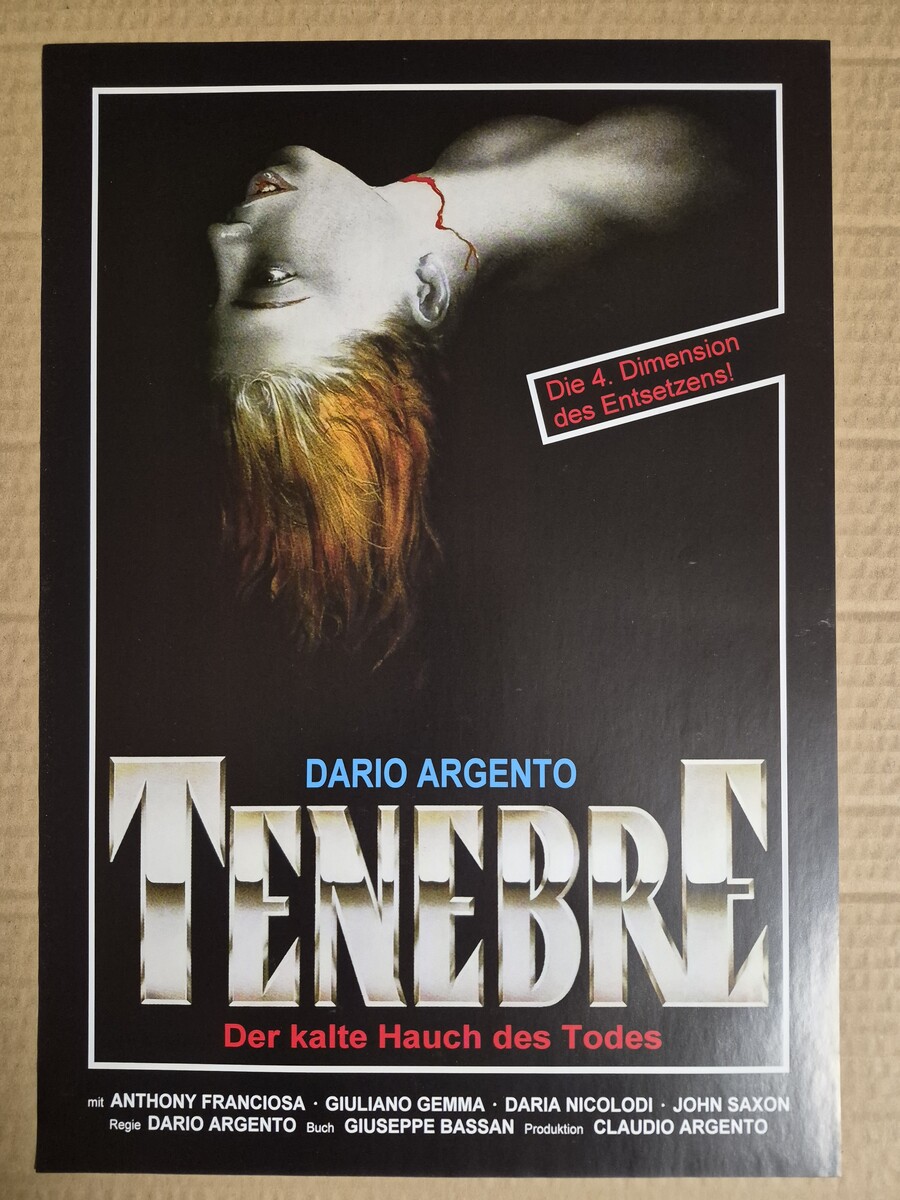 Die 4. Dimension
des Entsetzens!
DARIO ARGENTO
TENEBRE
Der kalte Hauch des Todes
mit ANTHONY FRANCIOSA · GIULIANO GEMMA · DARIA NICOLODI · JOHN SAXON
Regie DARIO ARGENTO Buch GIUSEPPE BASSAN Produktion CLAUDIO ARGENTO